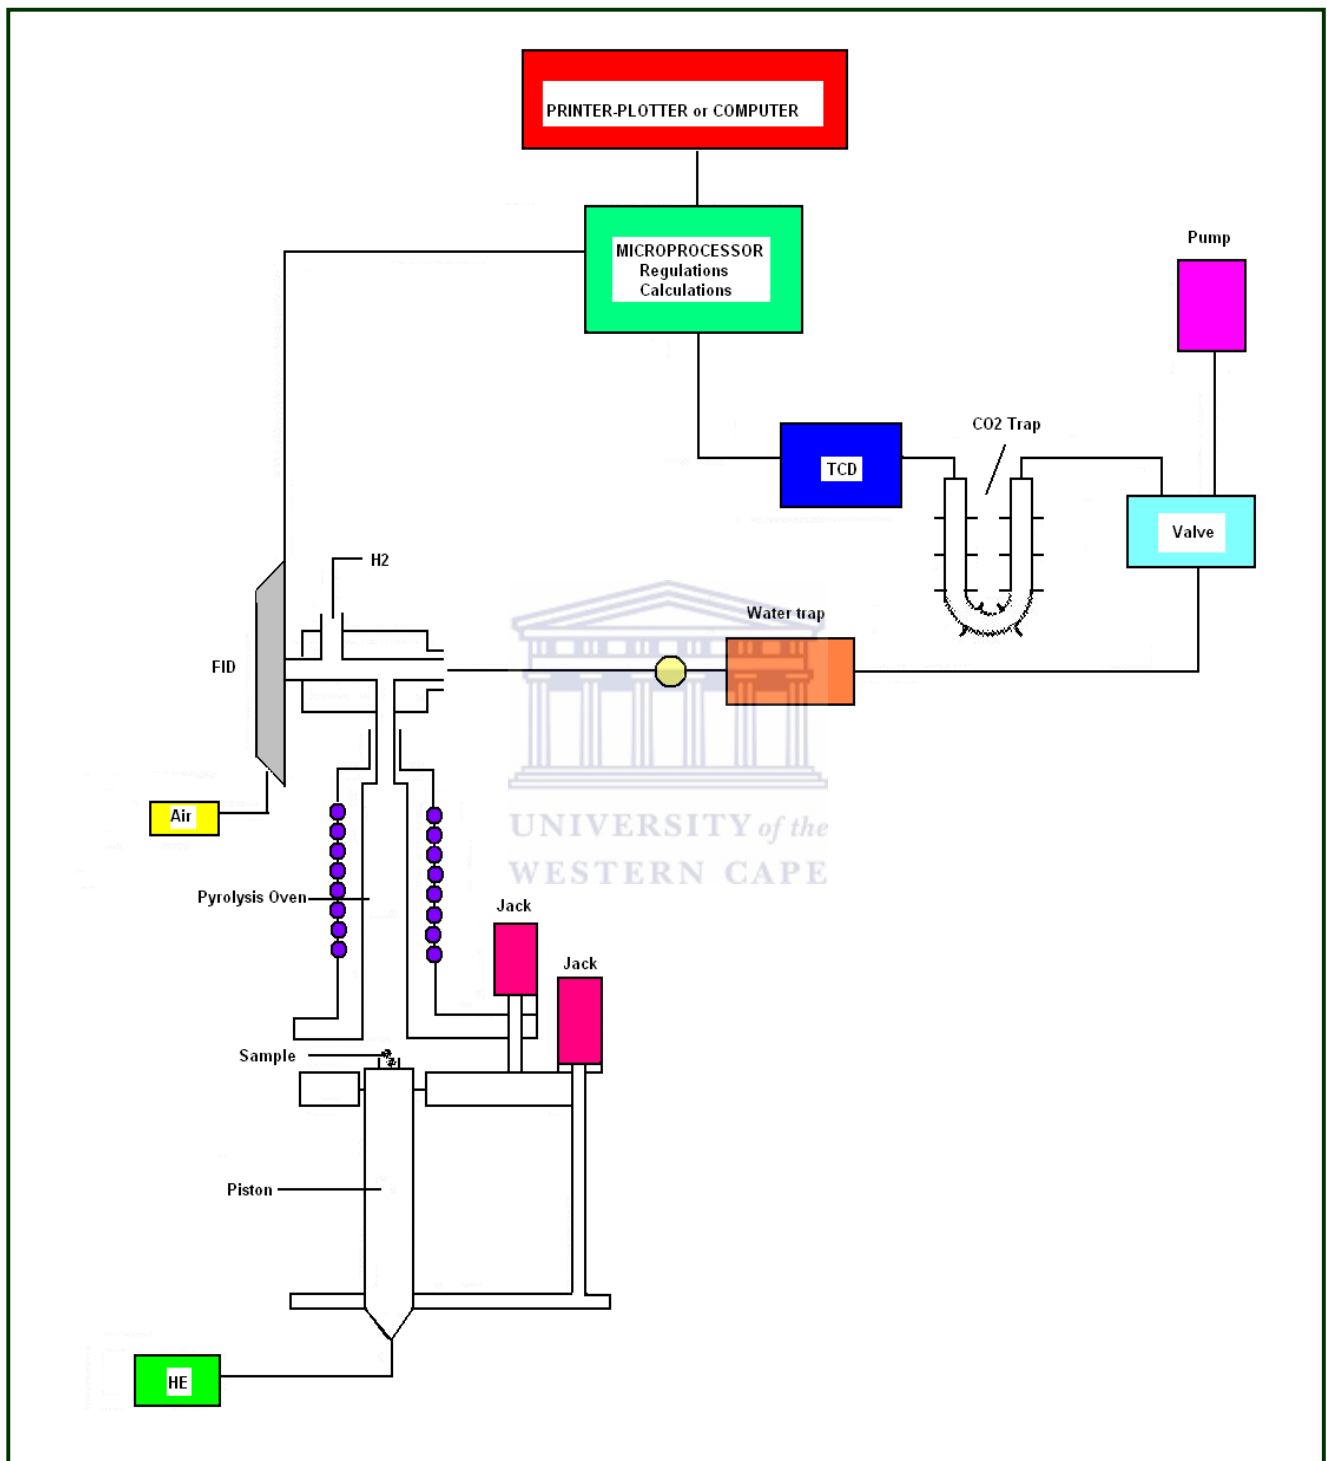 PRINTER-PLOTTER or COMPUTER
MICROPROCESSOR
Regulations
Calculations
Pump
CO2 Trap
TCD
Valve
H2
Water trap
FID
Air
UNIVERSITY of the
WESTERN CAPE
Pyrolysis Oven
Jack
Jack
Sample
Piston
HE